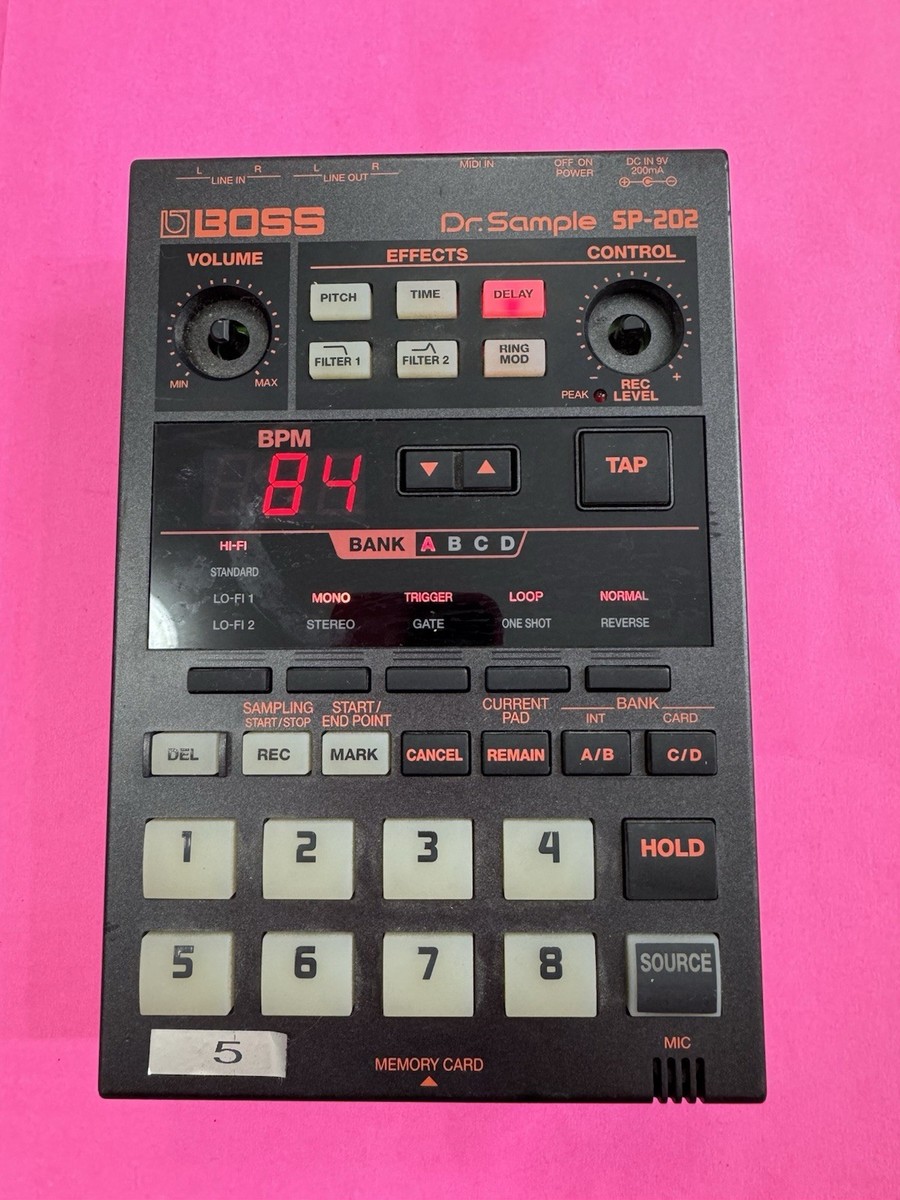 L R L R MIDI IN OFF ON DC IN 9V
LINE IN LINE OUT POWER 200mA
BOSS Dr. Sample SP-202
VOLUME EFFECTS CONTROL
PITCH TIME DELAY
FILTER 1 FILTER 2 RING MOD
MIN MAX - REC LEVEL +
PEAK
BPM
84 ▼ ▲ TAP
BANK A B C D
HI-FI
STANDARD
LO-FI 1 MONO TRIGGER LOOP NORMAL
LO-FI 2 STEREO GATE ONE SHOT REVERSE
SAMPLING START/STOP START/END POINT CURRENT PAD BANK INT CARD
DEL REC MARK CANCEL REMAIN A/B C/D
1 2 3 4 HOLD
5 6 7 8 SOURCE
5 MEMORY CARD MIC